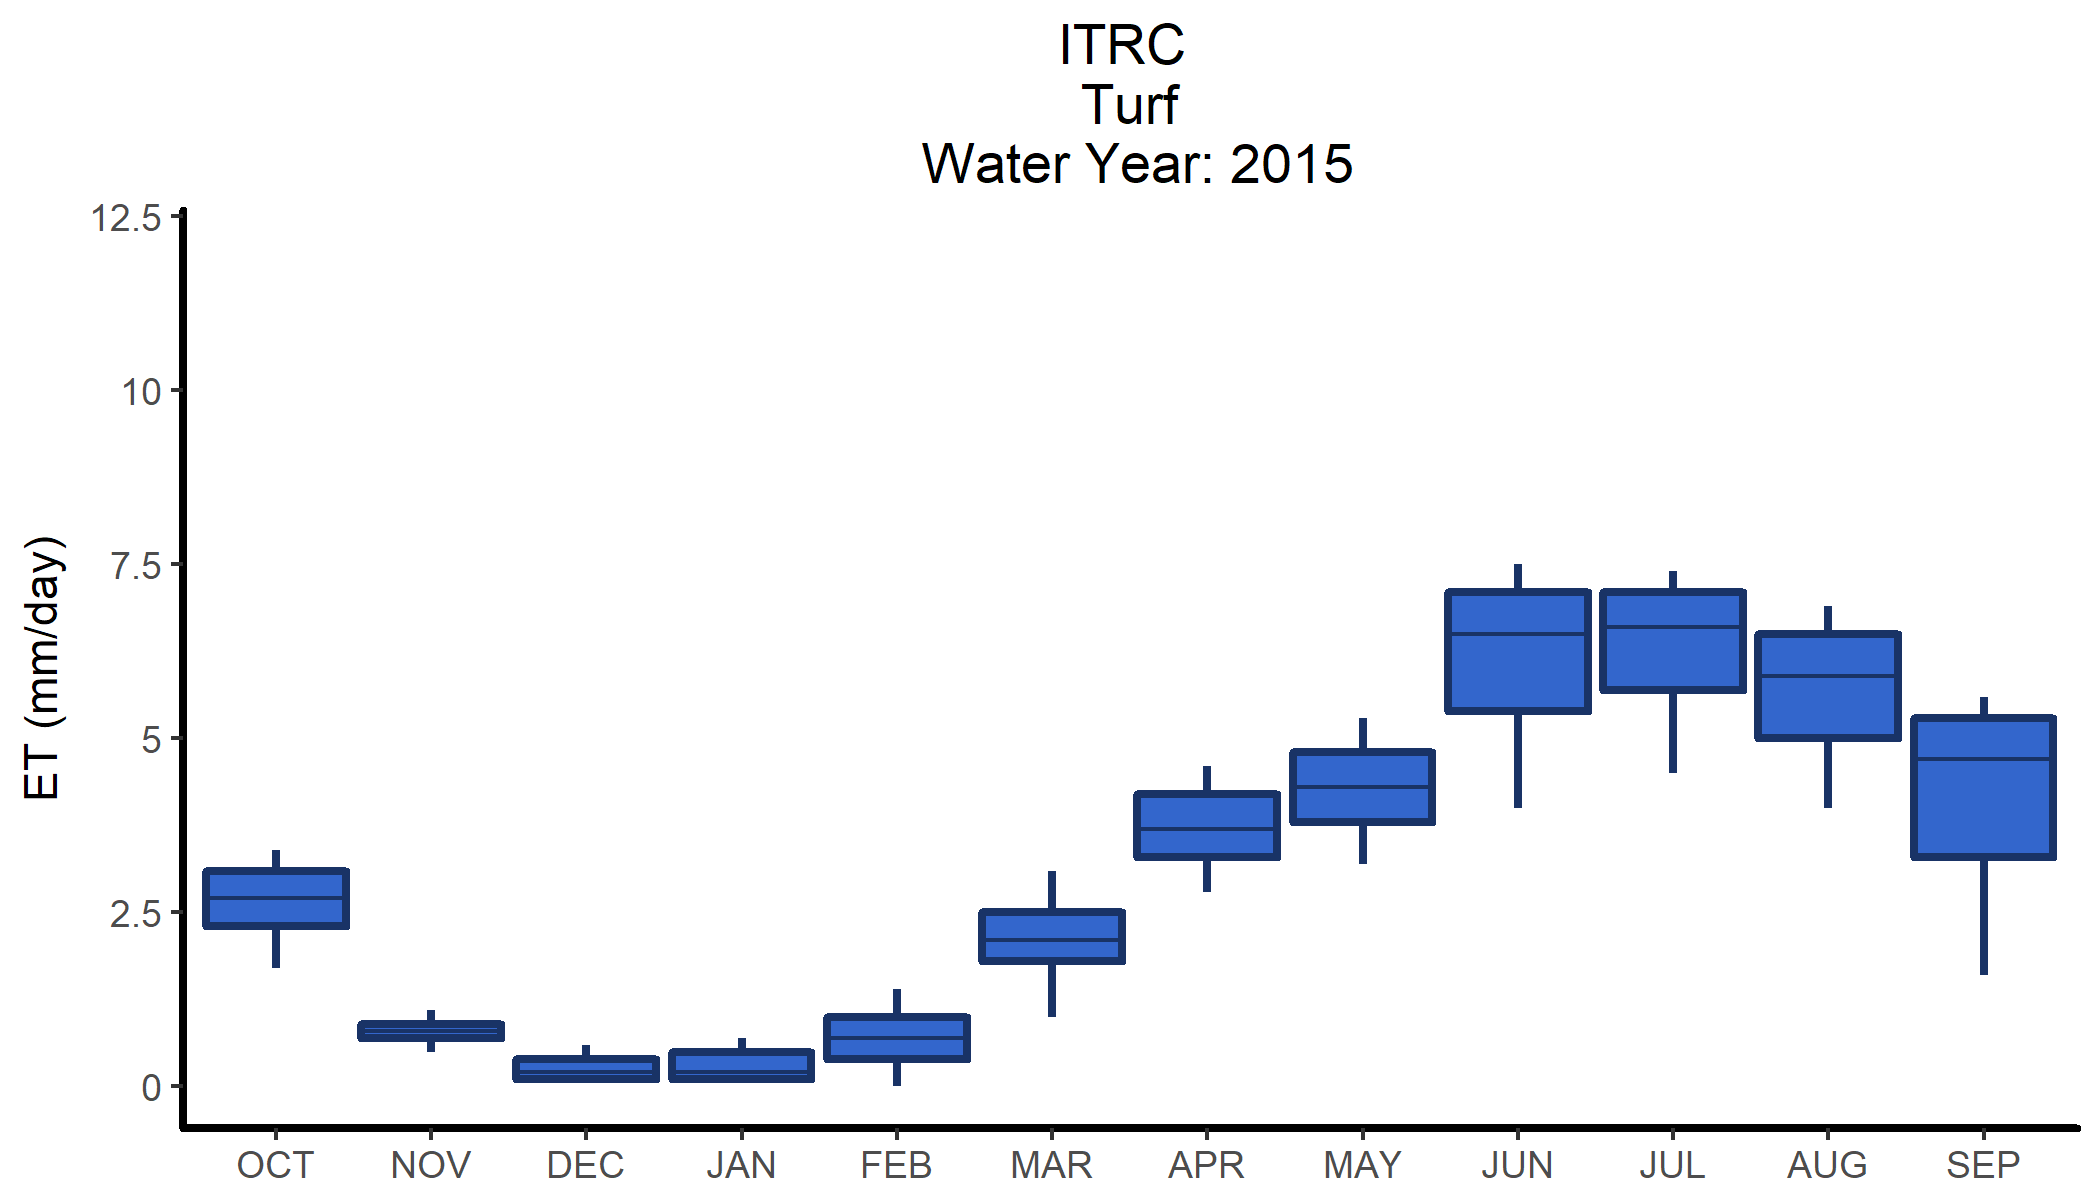 ITRC
Turf
Water Year: 2015
ET (mm/day)
12.5
10
7.5
5
2.5
0
OCT NOV DEC JAN FEB MAR APR MAY JUN JUL AUG SEP